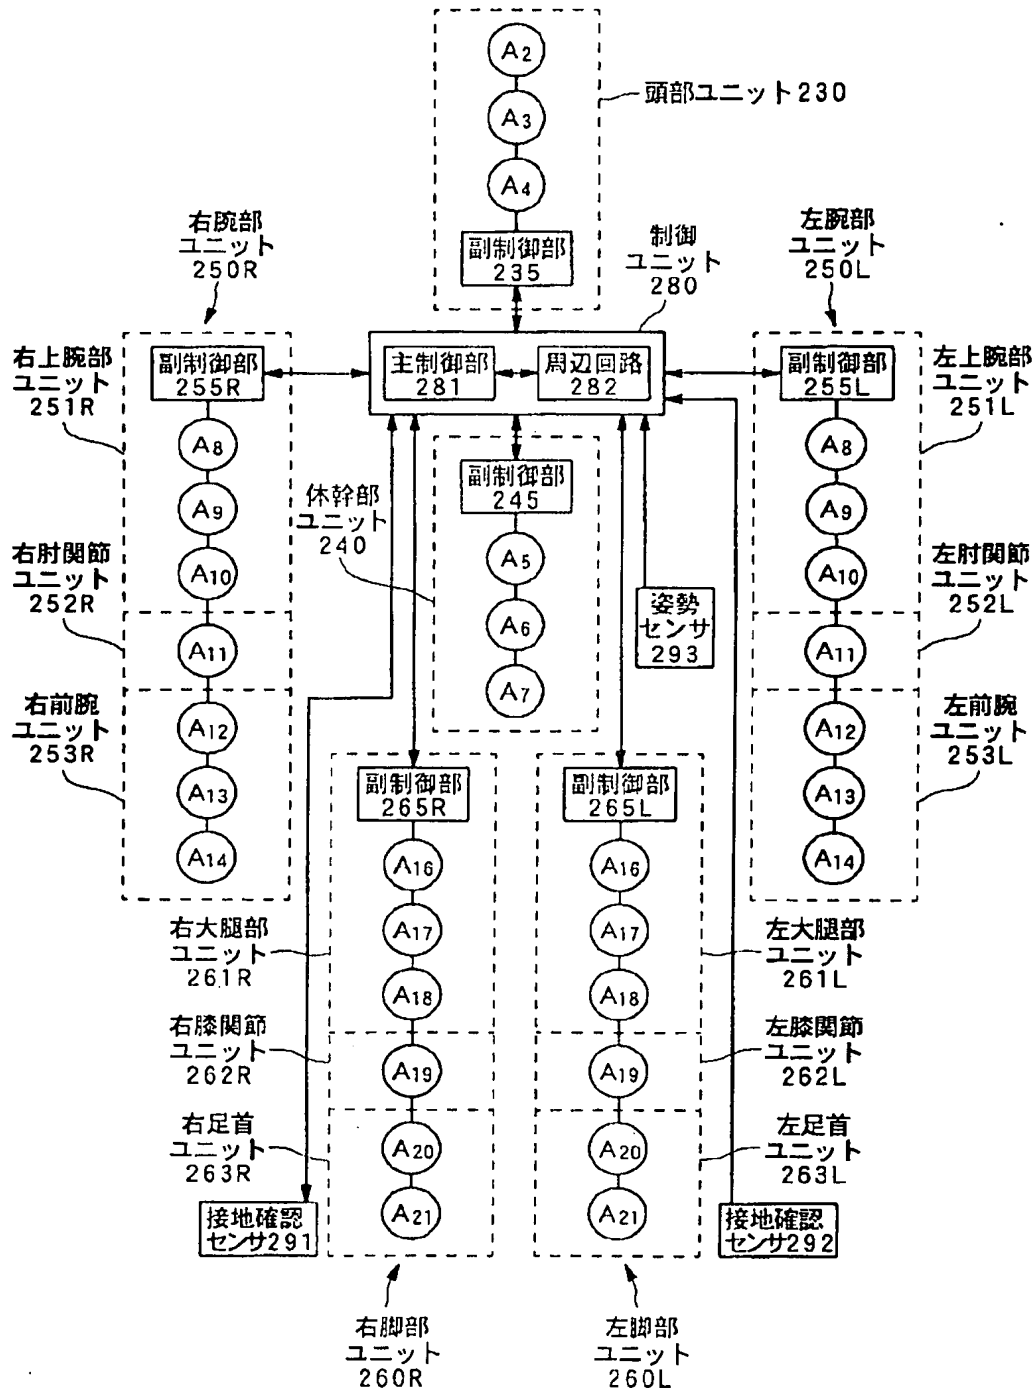 A2
A3
A4
副制御部
235
頭部ユニット230
右腕部
ユニット
250R
制御
ユニット
280
左腕部
ユニット
250L
右上腕部
ユニット
251R
副制御部
255R
主制御部
281
周辺回路
282
副制御部
255L
左上腕部
ユニット
251L
A8
A9
A10
体幹部
ユニット
240
副制御部
245
A5
A6
A7
姿勢
センサ
293
A8
A9
A10
右肘関節
ユニット
252R
A11
左肘関節
ユニット
252L
A11
右前腕
ユニット
253R
A12
A13
A14
左前腕
ユニット
253L
A12
A13
A14
副制御部
265R
A16
A17
A18
副制御部
265L
A16
A17
A18
右大腿部
ユニット
261R
左大腿部
ユニット
261L
右膝関節
ユニット
262R
A19
A19
左膝関節
ユニット
262L
右足首
ユニット
263R
A20
A21
A20
A21
左足首
ユニット
263L
接地確認
センサ291
接地確認
センサ292
右脚部
ユニット
260R
左脚部
ユニット
260L